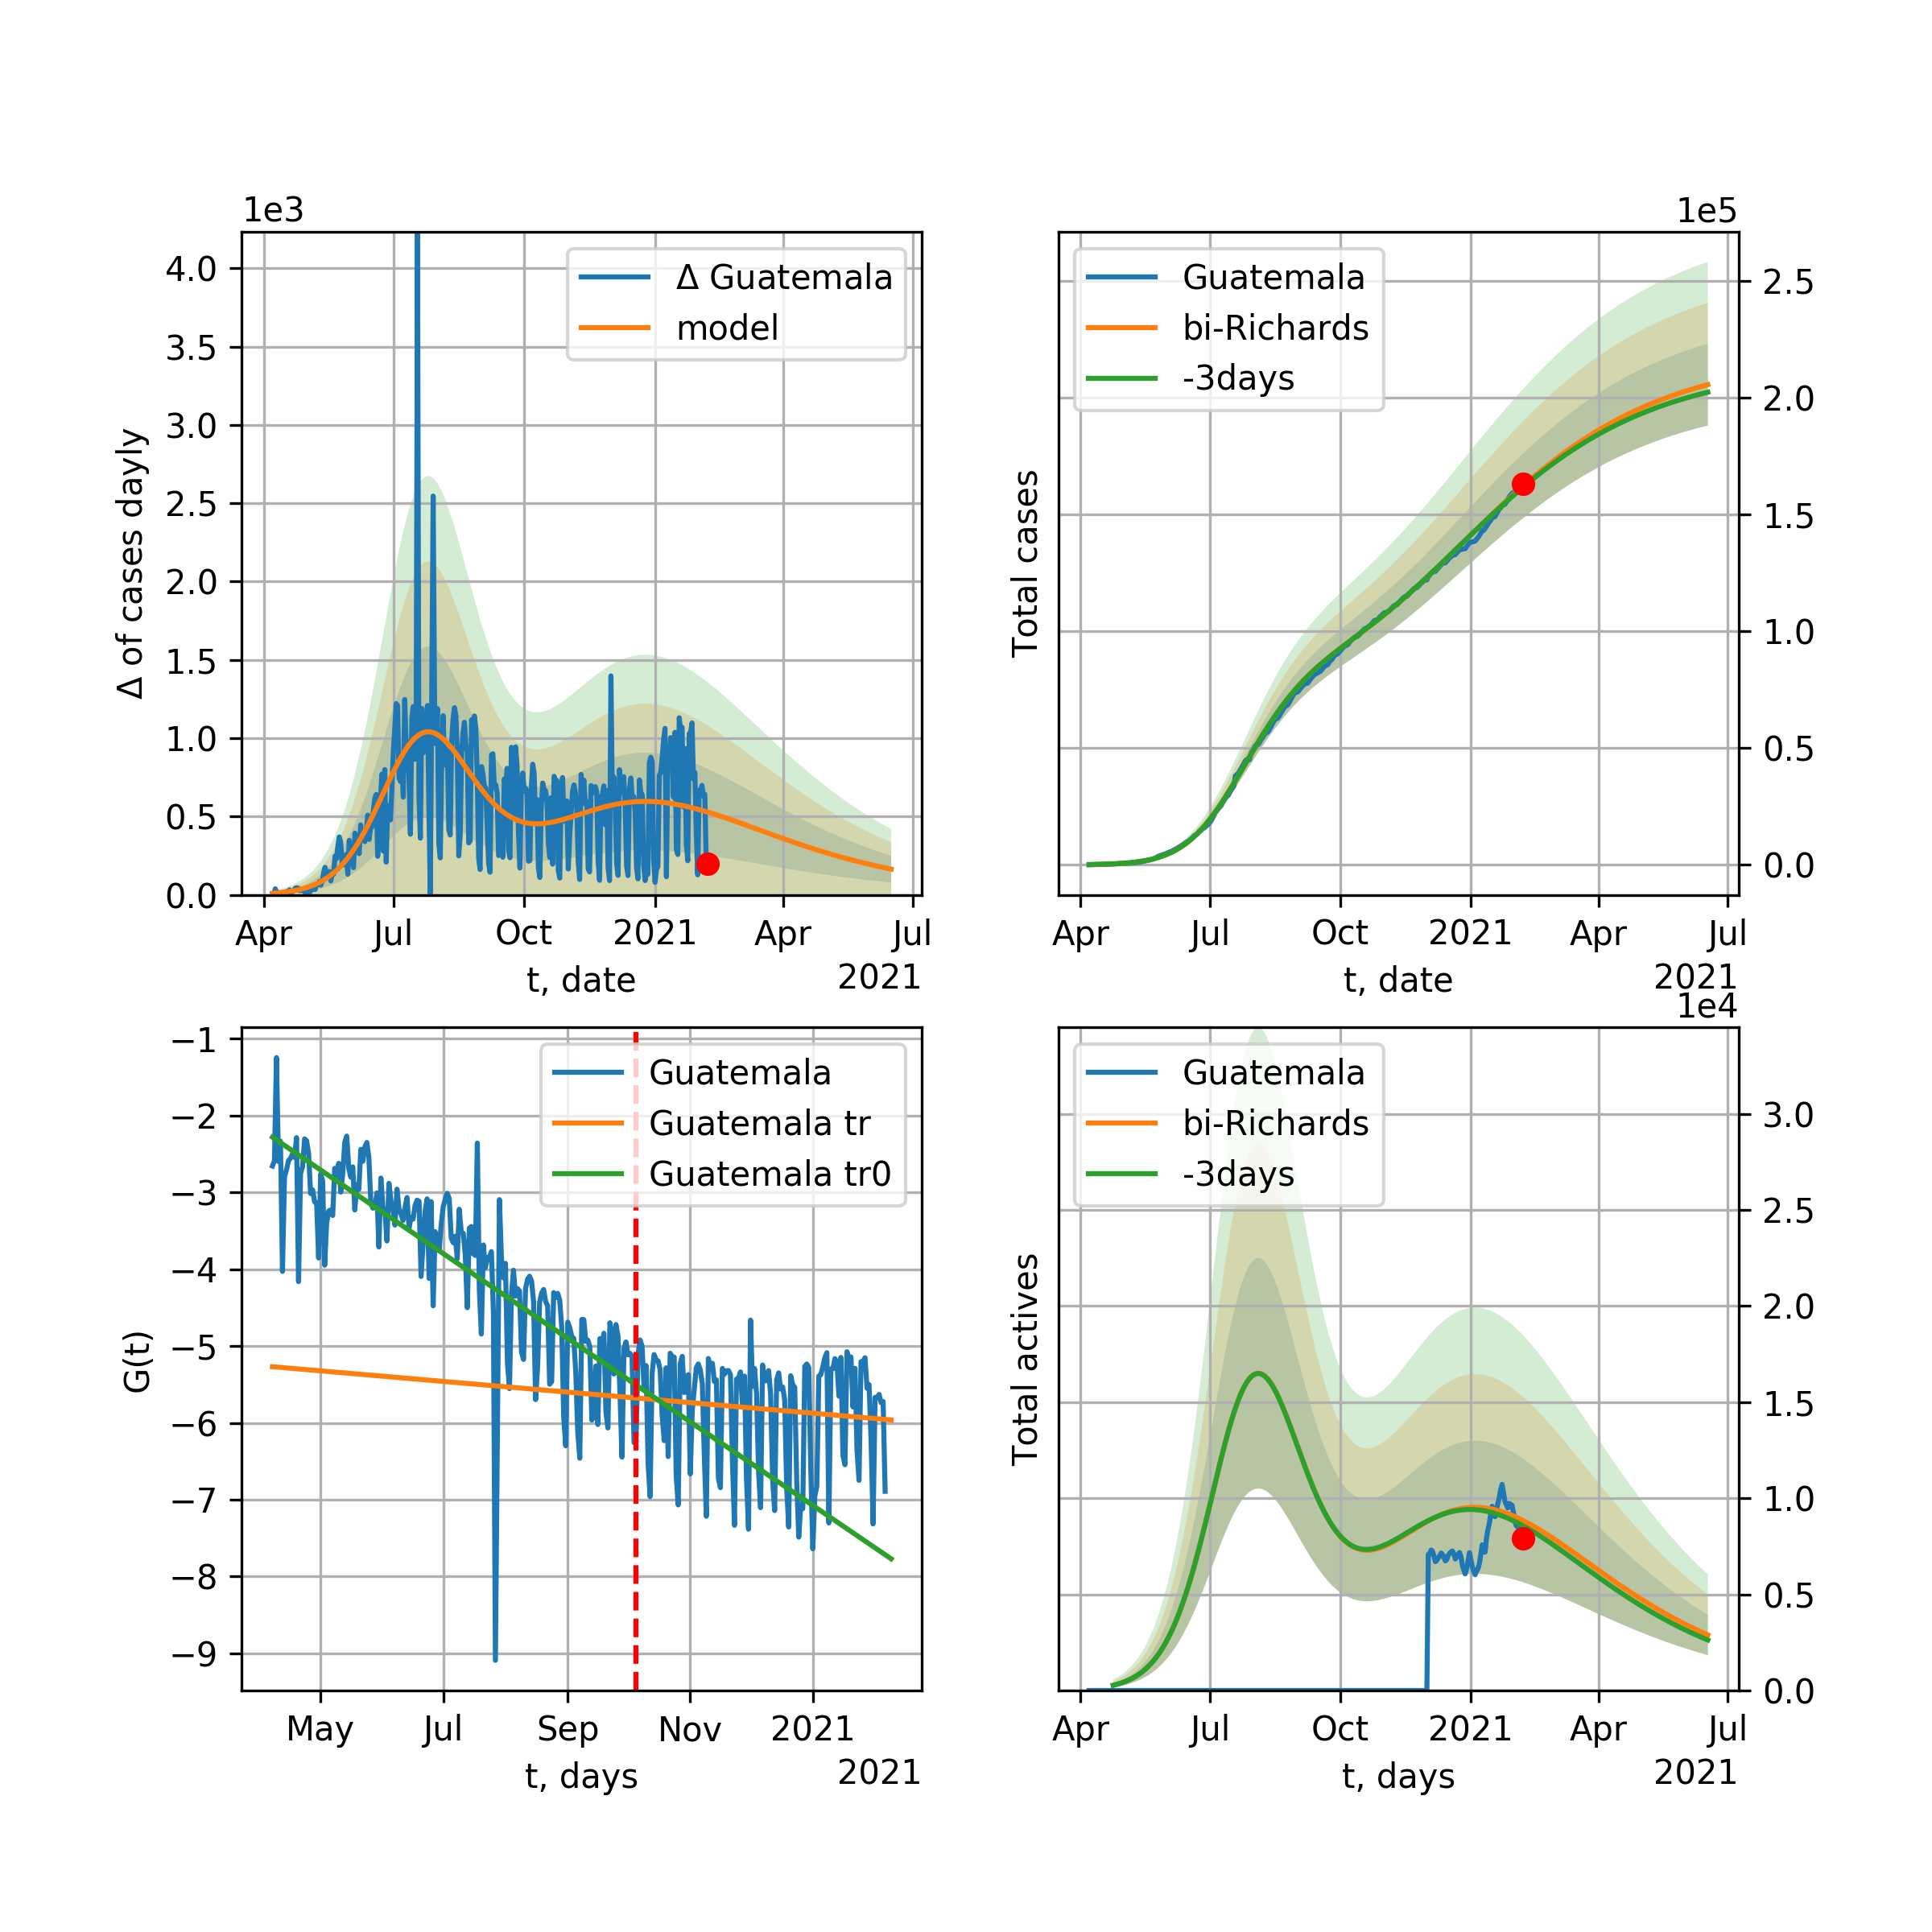 1e3
4.0
3.5
3.0
2.5
2.0
1.5
1.0
0.5
0.0
Δ of cases dayly
Δ Guatemala
model
Apr Jul Oct 2021 Apr Jul
t, date
2021
1e5
Guatemala
bi-Richards
-3days
2.5
2.0
1.5
1.0
0.5
0.0
Total cases
Apr Jul Oct 2021 Apr Jul
t, date
2021
−1
−2
−3
−4
−5
−6
−7
−8
−9
G(t)
Guatemala
Guatemala tr
Guatemala tr0
May Jul Sep Nov 2021
t, days
2021
1e4
Guatemala
bi-Richards
-3days
3.0
2.5
2.0
1.5
1.0
0.5
0.0
Total actives
Apr Jul Oct 2021 Apr Jul
t, days
2021